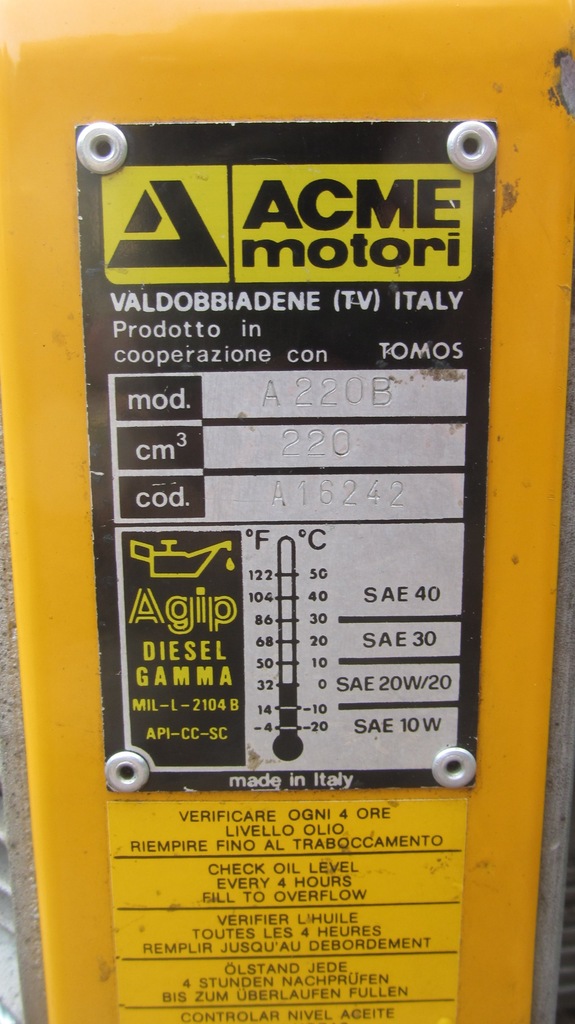 ACME
motori
VALDOBBIADENE (TV) ITALY
Prodotto in
cooperazione con TOMOS
mod. A220B
cm³ 220
cod. A16242
°F °C
122 50
104 40 SAE 40
86 30
68 20 SAE 30
50 10
32 0 SAE 20W/20
14 -10
-4 -20 SAE 10W
Agip
DIESEL
GAMMA
MIL-L-2104 B
API-CC-SC
made in Italy
VERIFICARE OGNI 4 ORE
LIVELLO OLIO
RIEMPIRE FINO AL TRABOCCAMENTO
CHECK OIL LEVEL
EVERY 4 HOURS
FILL TO OVERFLOW
VERIFIER L'HUILE
TOUTES LES 4 HEURES
REMPLIR JUSQU'AU DEBORDEMENT
ÖLSTAND JEDE
4 STUNDEN NACHPRÜFEN
BIS ZUM ÜBERLAUFEN FULLEN
CONTROLAR NIVEL ACEITE